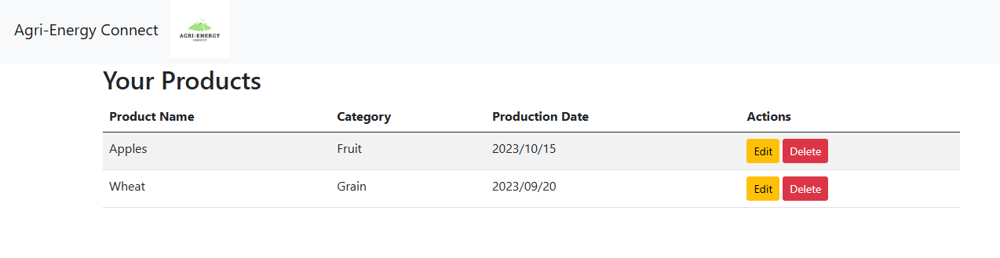 Agri-Energy Connect
AGRI-ENERGY
CONNECT
Your Products
Product Name Category Production Date Actions
Apples Fruit 2023/10/15 Edit Delete
Wheat Grain 2023/09/20 Edit Delete